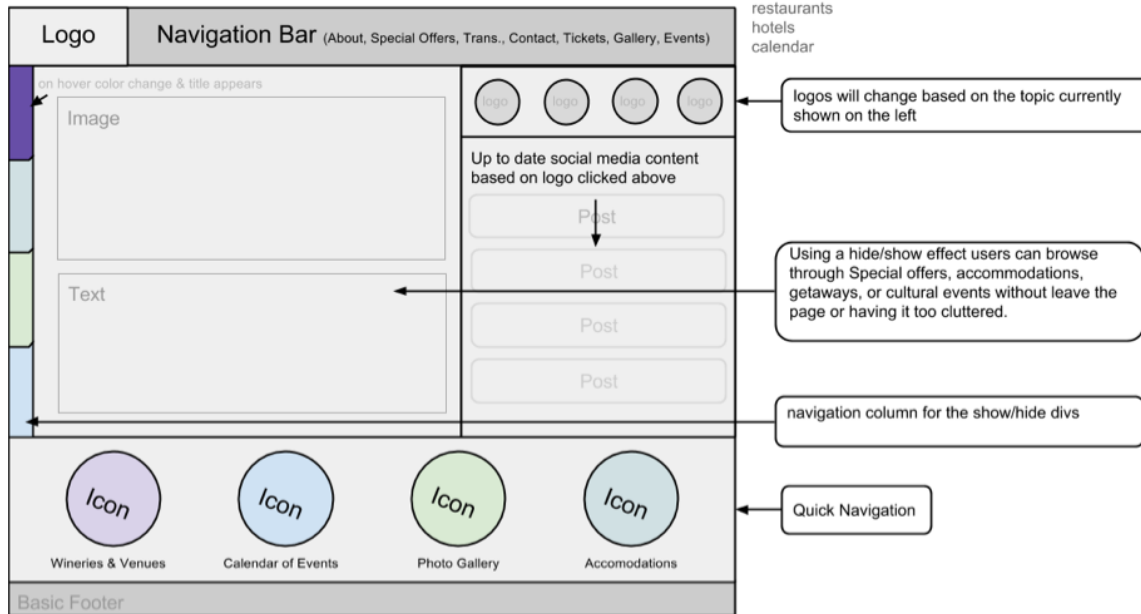 restaurants
hotels
calendar
Logo
Navigation Bar (About, Special Offers, Trans., Contact, Tickets, Gallery, Events)
on hover color change & title appears
Image
logo
logo
logo
logo
logos will change based on the topic currently
shown on the left
Up to date social media content
based on logo clicked above
Post
Post
Post
Post
Text
Using a hide/show effect users can browse
through Special offers, accommodations,
getaways, or cultural events without leave the
page or having it too cluttered.
navigation column for the show/hide divs
Icon
Icon
Icon
Icon
Wineries & Venues
Calendar of Events
Photo Gallery
Accomodations
Quick Navigation
Basic Footer